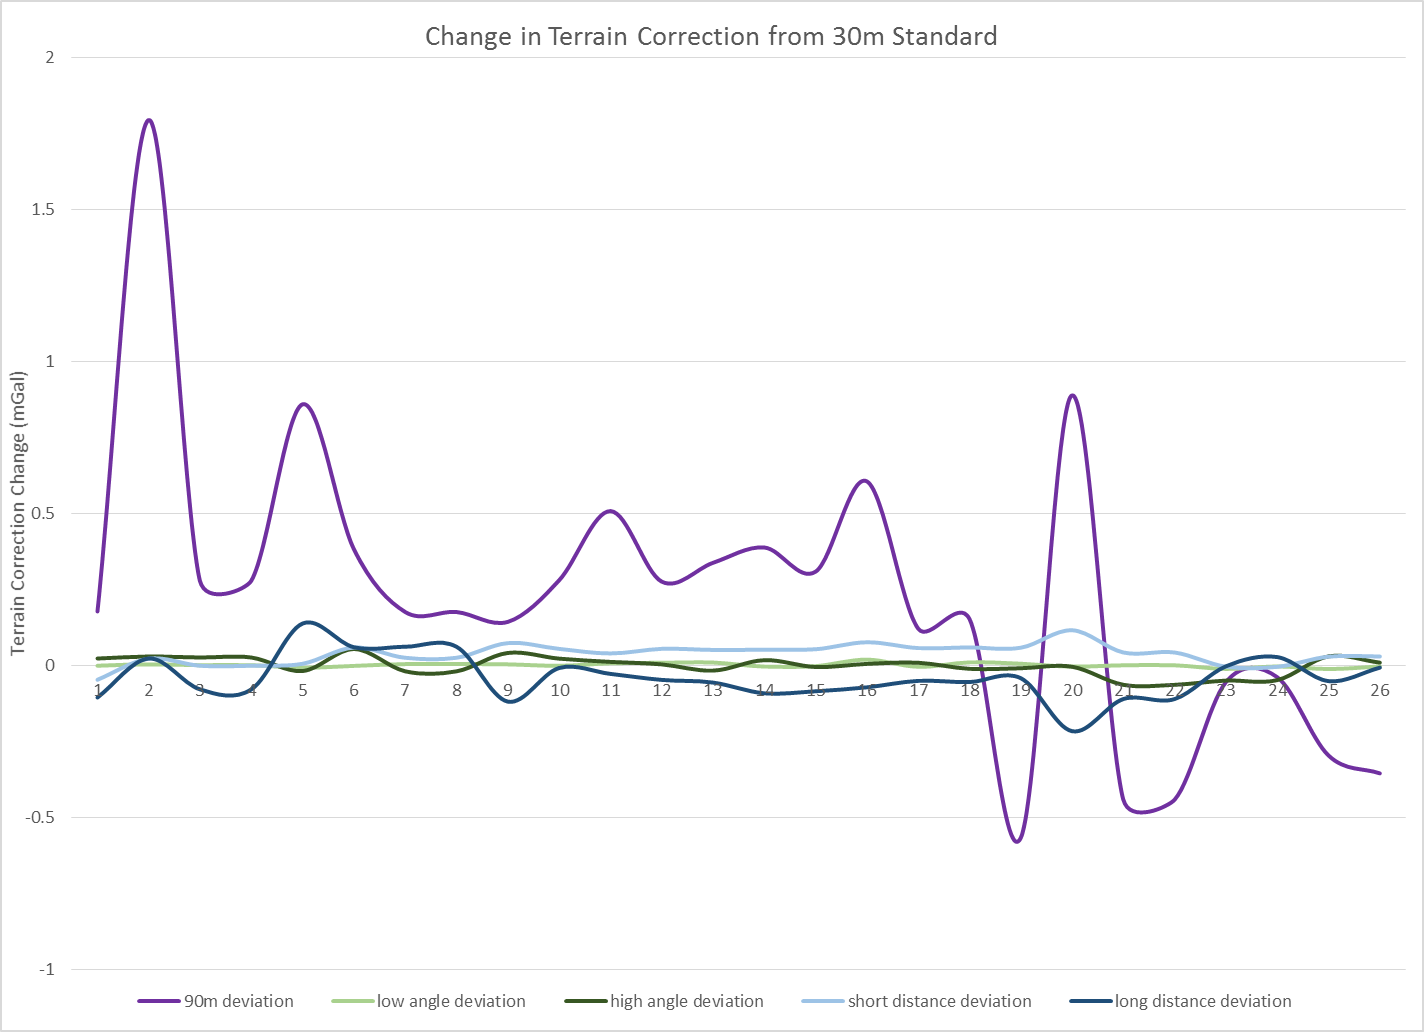 Change in Terrain Correction from 30m Standard
2
1.5
1
0.5
0
-0.5
-1
Terrain Correction Change (mGal)
1 2 3 4 5 6 7 8 9 10 11 12 13 14 15 16 17 18 19 20 21 22 23 24 25 26
90m deviation low angle deviation high angle deviation short distance deviation long distance deviation